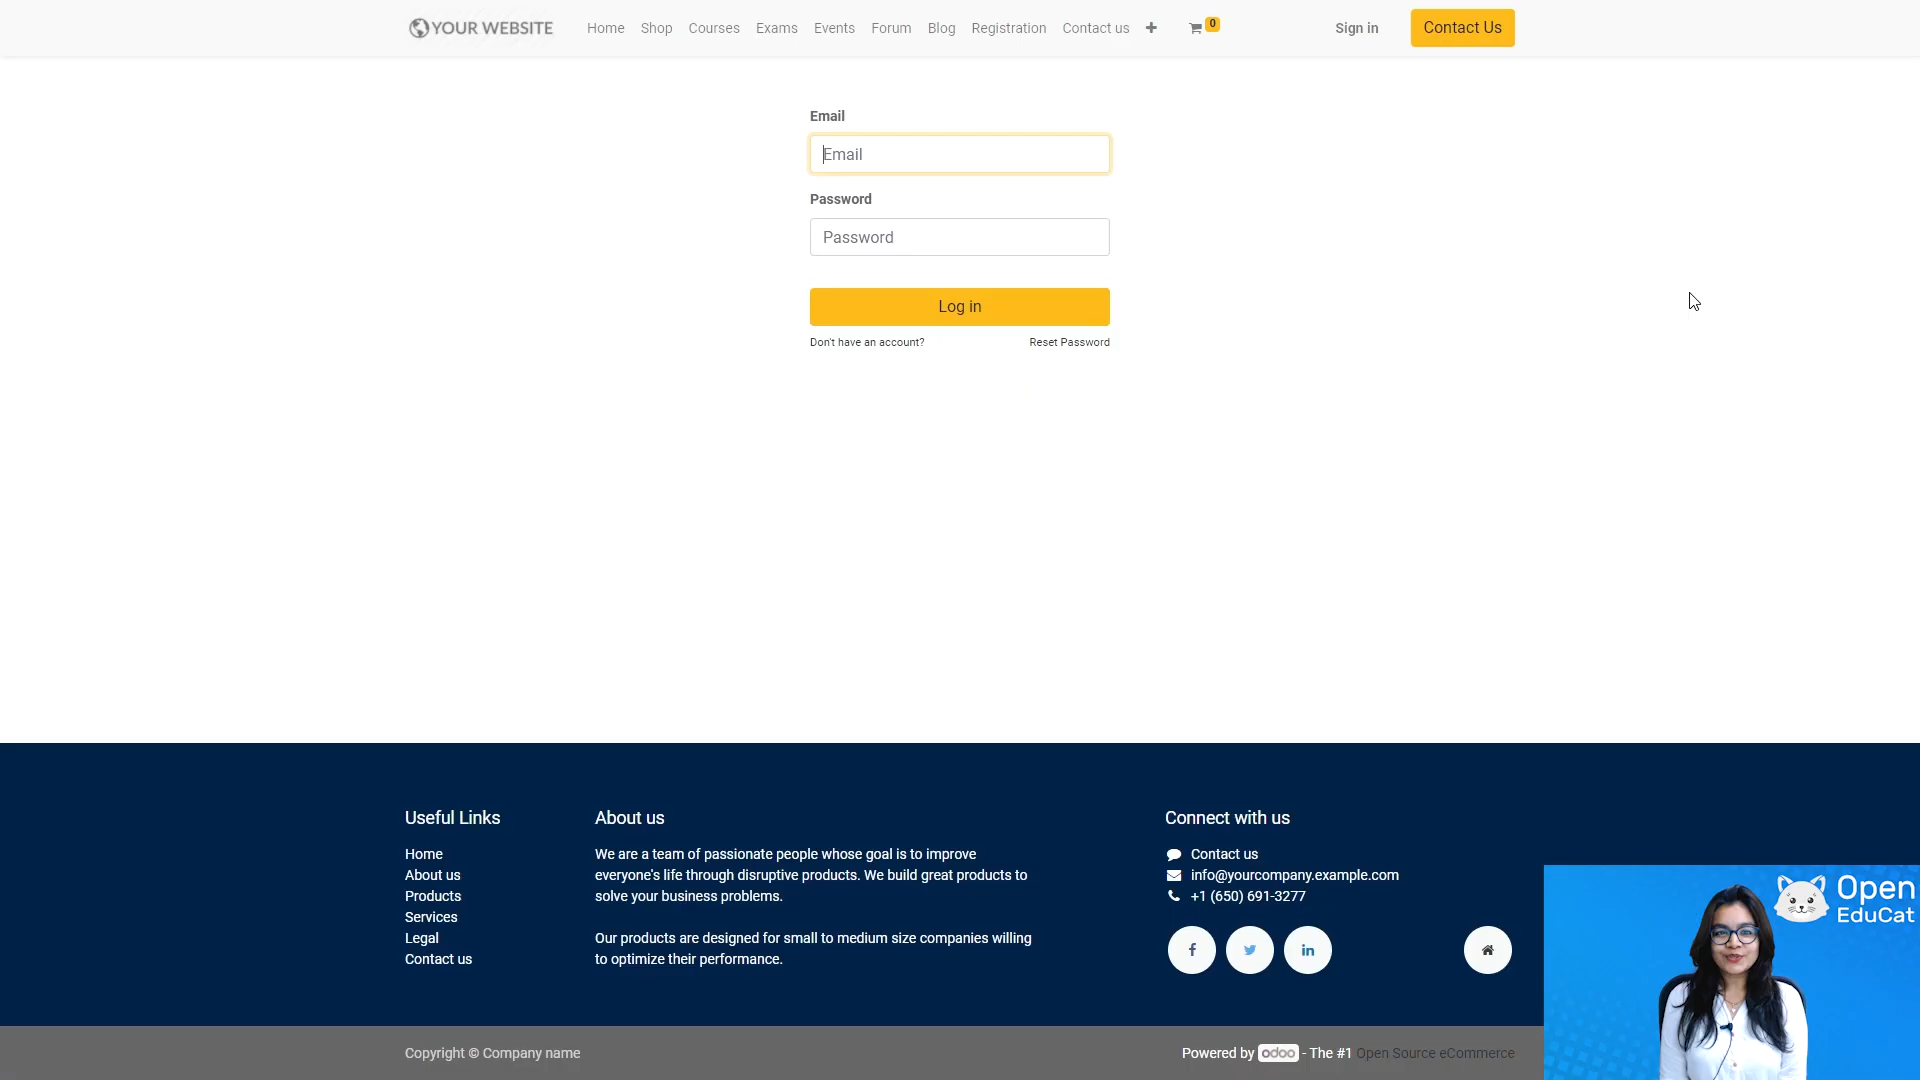 YOUR WEBSITE Home Shop Courses Exams Events Forum Blog Registration Contact us 0 Sign in Contact Us
Email
Email
Password
Password
Log in
Don't have an account? Reset Password
Useful Links
Home
About us
Products
Services
Legal
Contact us
About us
We are a team of passionate people whose goal is to improve
everyone's life through disruptive products. We build great products to
solve your business problems.
Our products are designed for small to medium size companies willing
to optimize their performance.
Connect with us
Contact us
info@yourcompany.example.com
+1 (650) 691-3277
Open
EduCat
Copyright © Company name
Powered by odoo - The #1 Open Source eCommerce